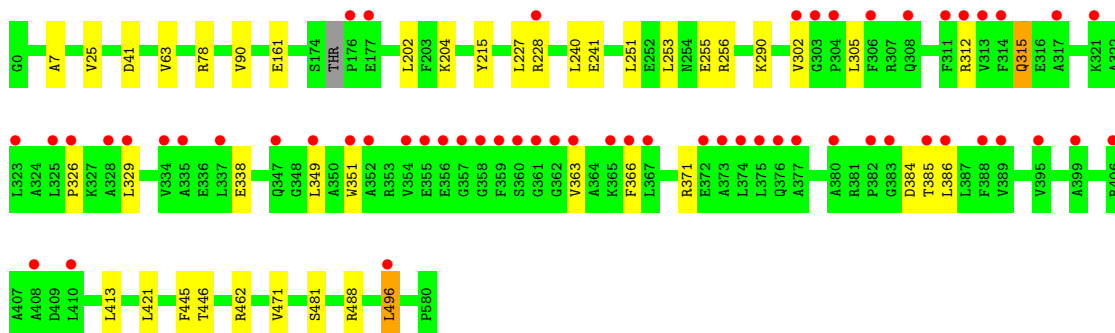 G0 A7 V25 D41 V63 R78 V90 E161 S174 THR P176 E177 L202 F203 K204 Y215 L227 R228 L240 E241 L251 E252 L253 N254 E255 R256 K290 V302 G303 P304 L305 F306 R307 Q308 F311 R312 V313 F314 Q315 E316 A317 K321 A322
L323 A324 L325 P326 K327 A328 L329 V334 A335 E336 L337 E338 Q347 G348 L349 A350 W351 A352 R353 V354 E355 E356 G357 G358 F359 S360 G361 G362 V363 A364 K365 F366 L367 R371 E372 A373 L374 L375 Q376 A377 A380 R381 P382 G383 D384 T385 L386 L387 F388 V389 V395 A399 R406
A407 A408 D409 L410 L413 L421 F445 T446 R462 V471 S481 R488 L496 P580